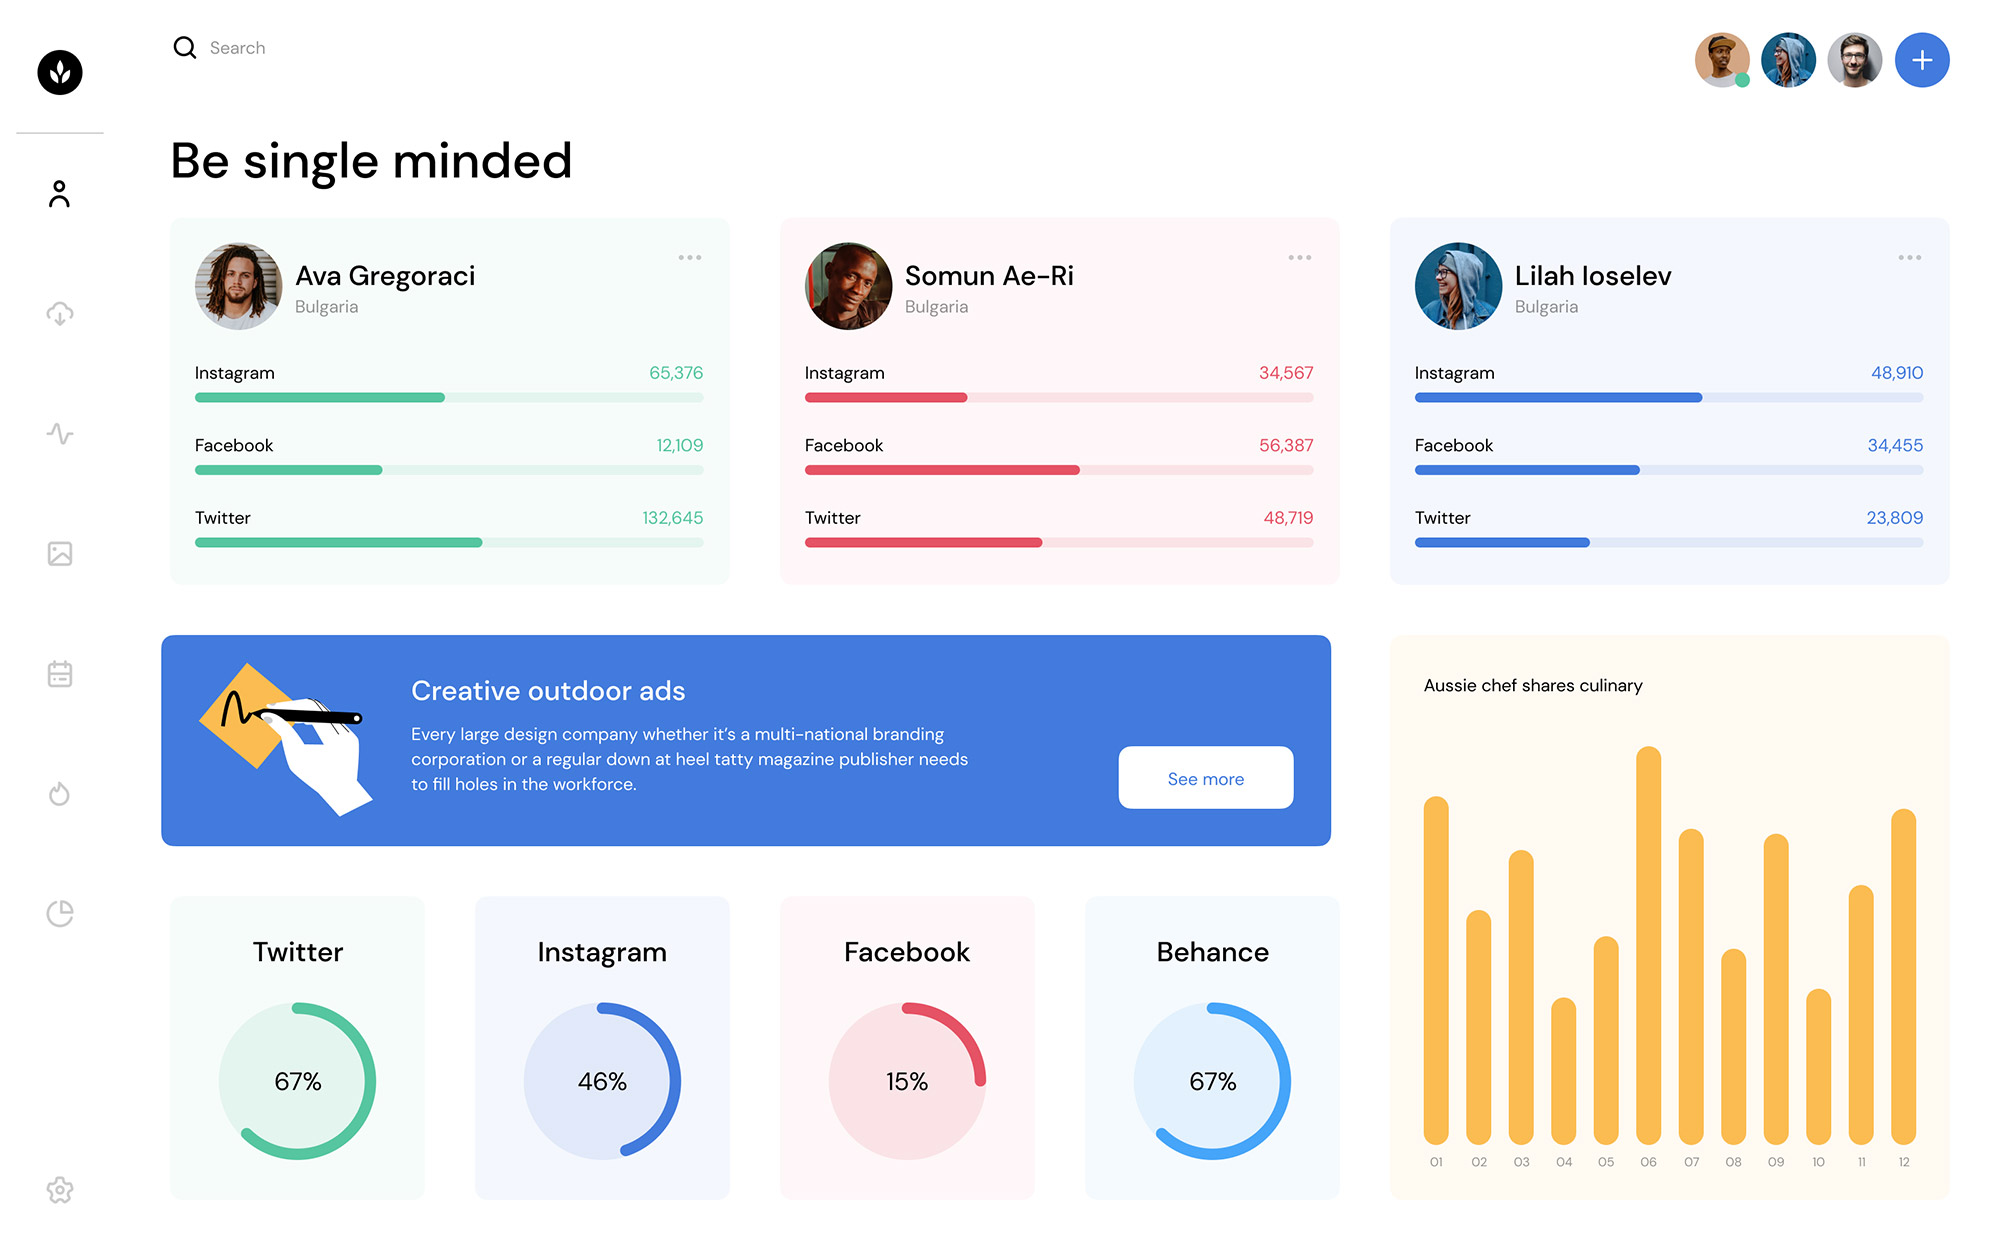 Search
Be single minded
Ava Gregoraci
Bulgaria
Instagram 65,376
Facebook 12,109
Twitter 132,645
Somun Ae-Ri
Bulgaria
Instagram 34,567
Facebook 56,387
Twitter 48,719
Lilah Ioselev
Bulgaria
Instagram 48,910
Facebook 34,455
Twitter 23,809
Creative outdoor ads
Every large design company whether it’s a multi-national branding
corporation or a regular down at heel tatty magazine publisher needs
to fill holes in the workforce.
See more
Aussie chef shares culinary
01 02 03 04 05 06 07 08 09 10 11 12
Twitter
67%
Instagram
46%
Facebook
15%
Behance
67%